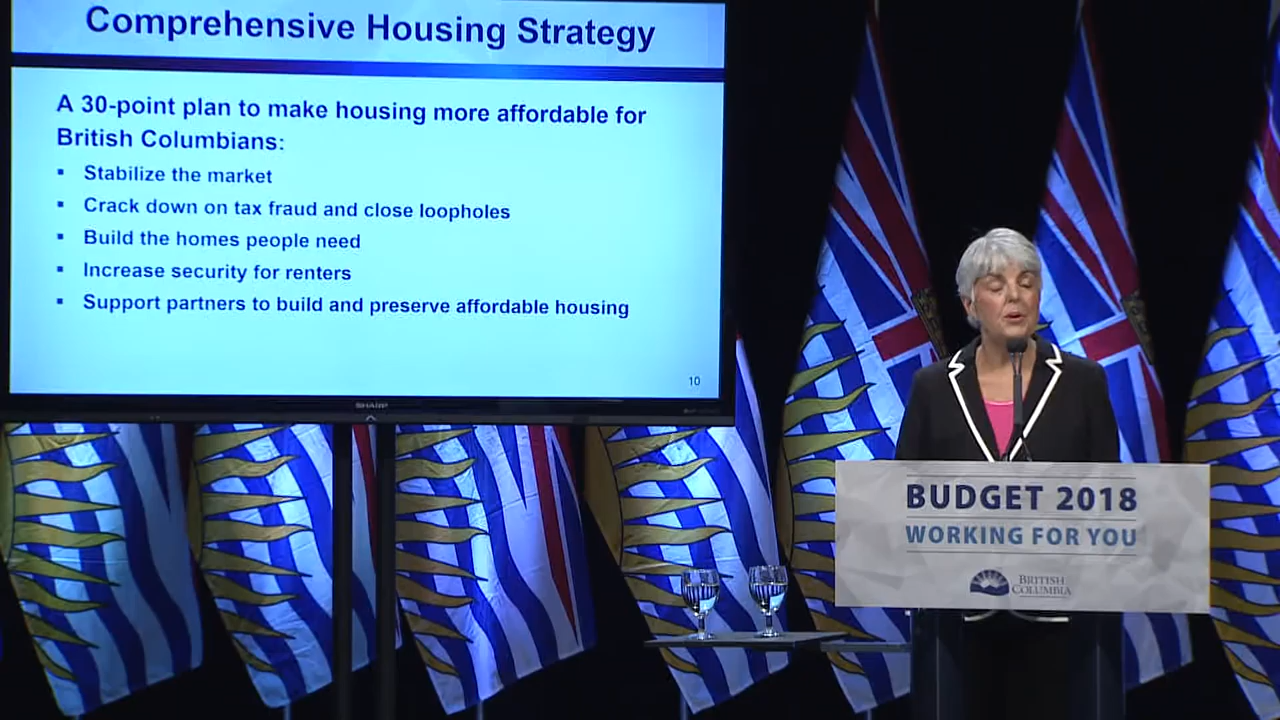 Comprehensive Housing Strategy
A 30-point plan to make housing more affordable for
British Columbians:
▪ Stabilize the market
▪ Crack down on tax fraud and close loopholes
▪ Build the homes people need
▪ Increase security for renters
▪ Support partners to build and preserve affordable housing
10
SHARP
BUDGET 2018
WORKING FOR YOU
BRITISH
COLUMBIA